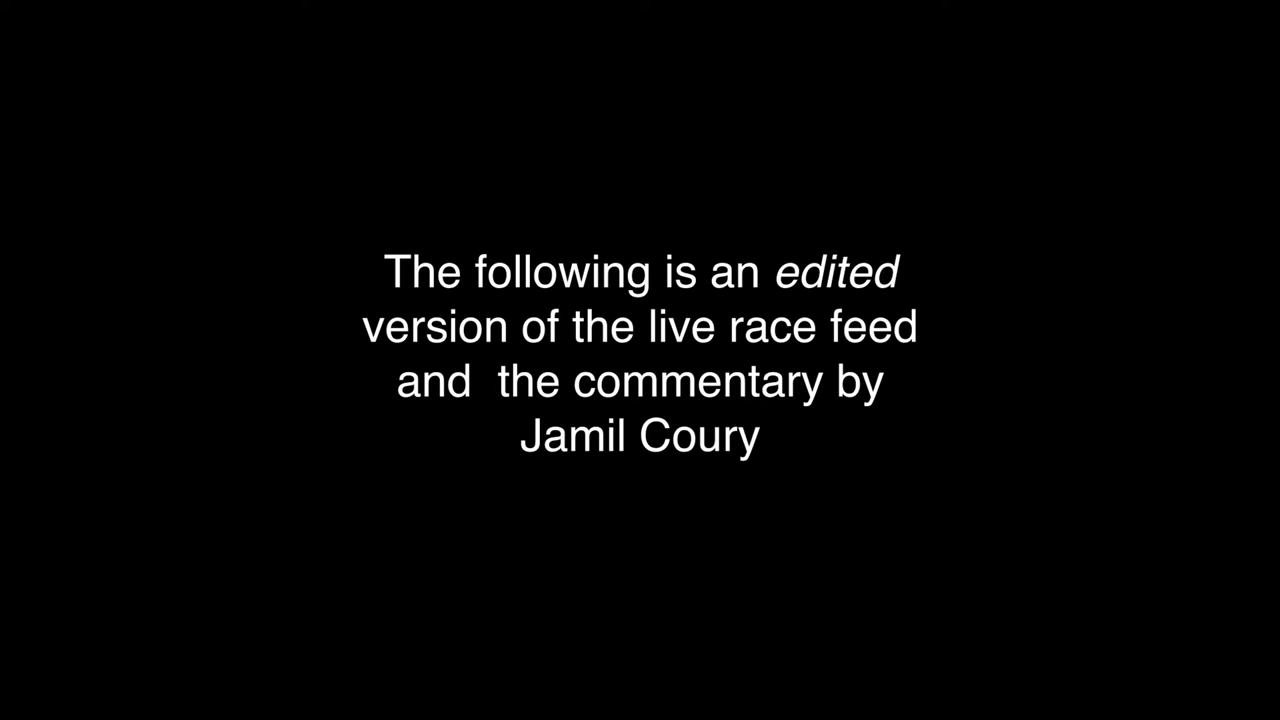 The following is an edited
version of the live race feed
and  the commentary by
Jamil Coury